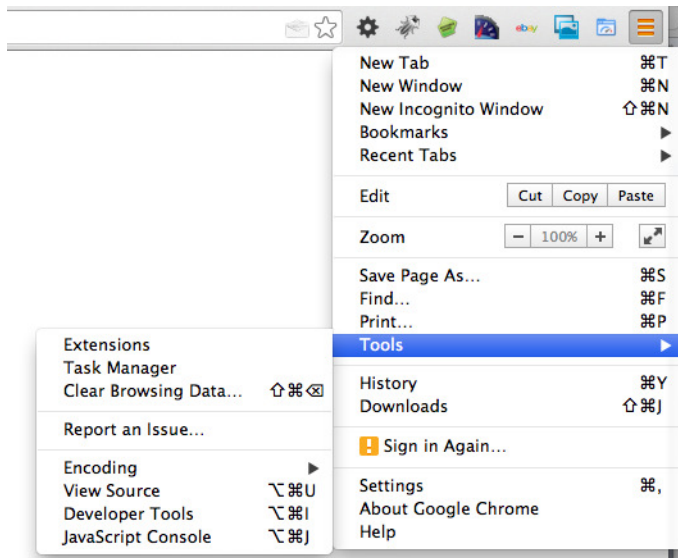 ebay
New Tab ⌘T
New Window ⌘N
New Incognito Window ⇧⌘N
Bookmarks ▶
Recent Tabs ▶
Edit Cut Copy Paste
Zoom − 100% +
Save Page As... ⌘S
Find... ⌘F
Print... ⌘P
Tools ▶
History ⌘Y
Downloads ⇧⌘J
Sign in Again...
Settings ⌘,
About Google Chrome
Help
Extensions
Task Manager
Clear Browsing Data... ⇧⌘⌫
Report an Issue...
Encoding ▶
View Source ⌥⌘U
Developer Tools ⌥⌘I
JavaScript Console ⌥⌘J